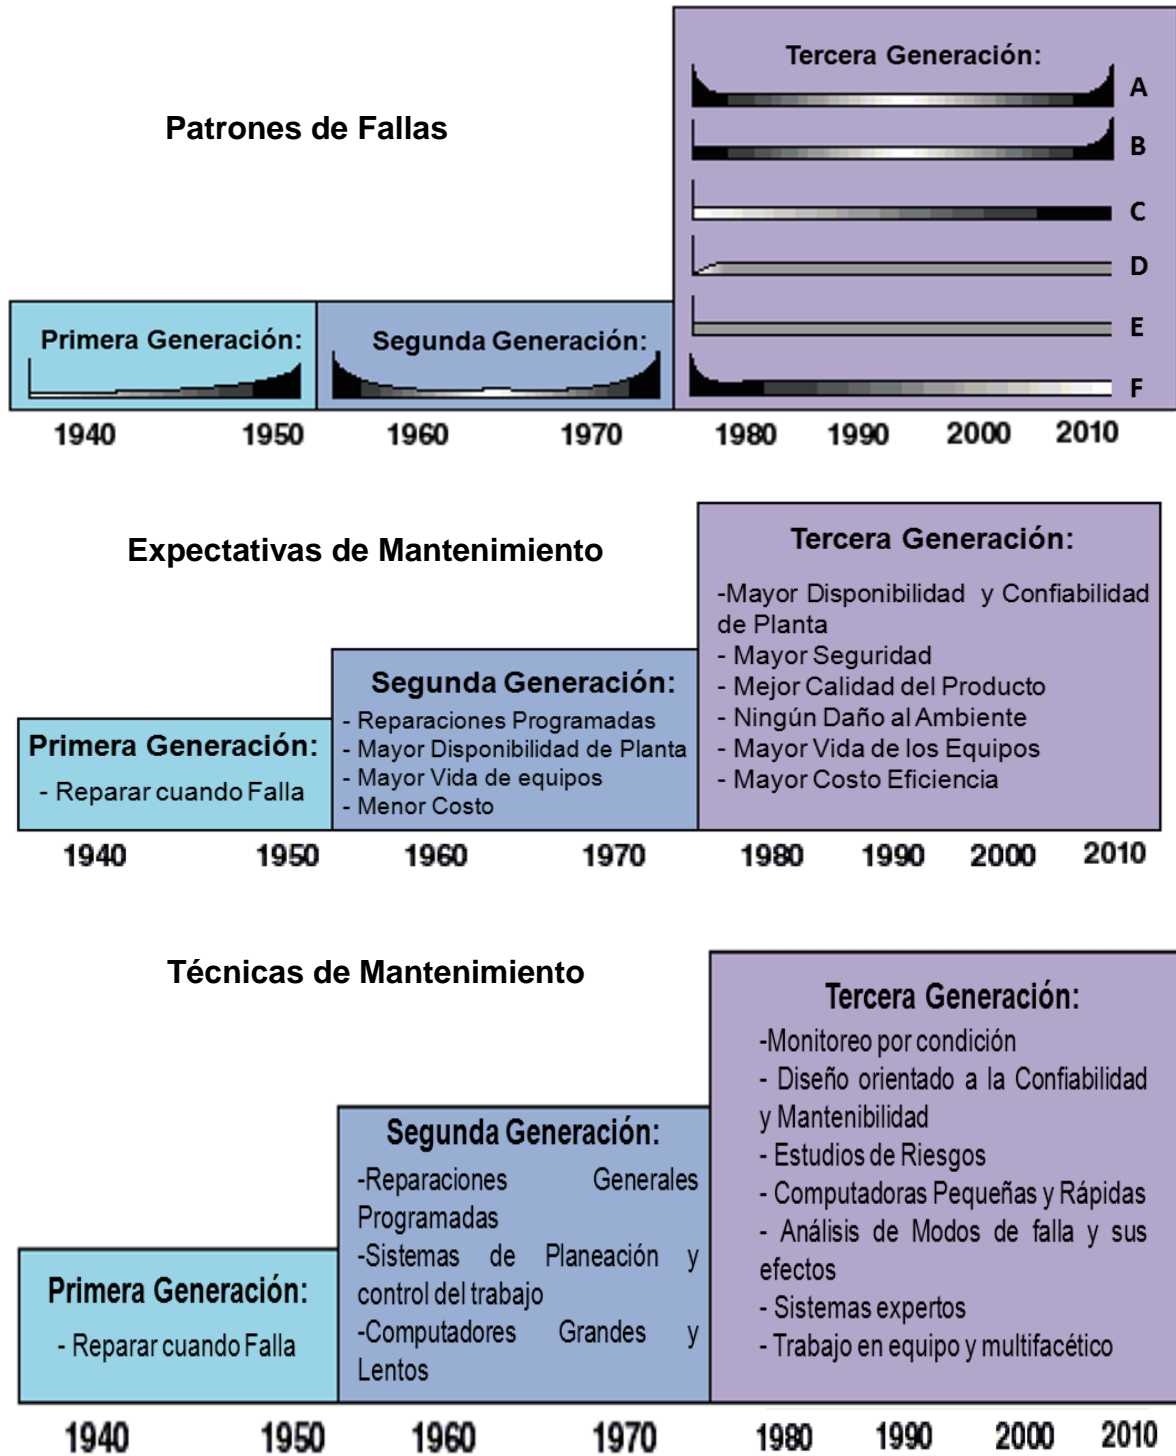 Patrones de Fallas
Tercera Generación:
A
B
C
D
E
F
Primera Generación:
Segunda Generación:
1940 1950 1960 1970 1980 1990 2000 2010
Expectativas de Mantenimiento
Tercera Generación:
-Mayor Disponibilidad y Confiabilidad
de Planta
- Mayor Seguridad
- Mejor Calidad del Producto
- Ningún Daño al Ambiente
- Mayor Vida de los Equipos
- Mayor Costo Eficiencia
Segunda Generación:
- Reparaciones Programadas
- Mayor Disponibilidad de Planta
- Mayor Vida de equipos
- Menor Costo
Primera Generación:
- Reparar cuando Falla
1940 1950 1960 1970 1980 1990 2000 2010
Técnicas de Mantenimiento
Tercera Generación:
-Monitoreo por condición
- Diseño orientado a la Confiabilidad
y Mantenibilidad
- Estudios de Riesgos
- Computadoras Pequeñas y Rápidas
- Análisis de Modos de falla y sus
efectos
- Sistemas expertos
- Trabajo en equipo y multifacético
Segunda Generación:
-Reparaciones Generales
Programadas
-Sistemas de Planeación y
control del trabajo
-Computadores Grandes y
Lentos
Primera Generación:
- Reparar cuando Falla
1940 1950 1960 1970 1980 1990 2000 2010